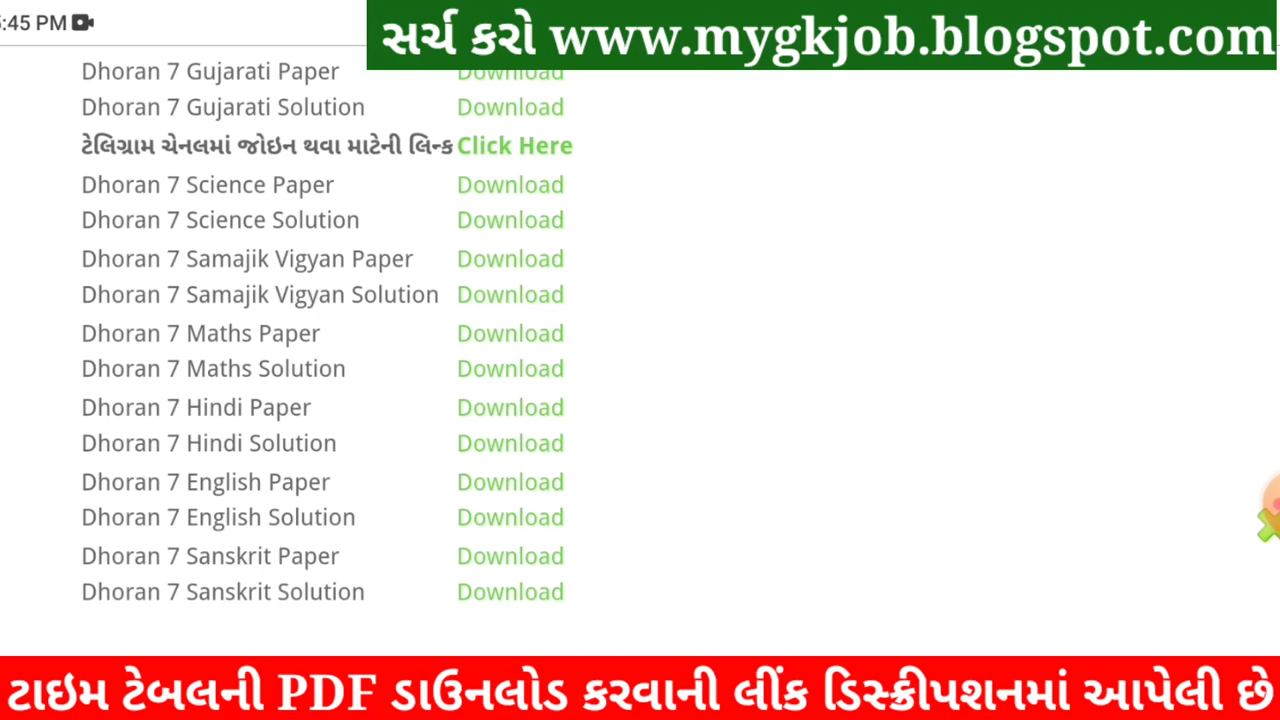 :45 PM
સર્ચ કરો www.mygkjob.blogspot.com
Dhoran 7 Gujarati Paper Download
Dhoran 7 Gujarati Solution Download
ટેલિગ્રામ ચેનલમાં જોઇન થવા માટેની લિન્ક Click Here
Dhoran 7 Science Paper Download
Dhoran 7 Science Solution Download
Dhoran 7 Samajik Vigyan Paper Download
Dhoran 7 Samajik Vigyan Solution Download
Dhoran 7 Maths Paper Download
Dhoran 7 Maths Solution Download
Dhoran 7 Hindi Paper Download
Dhoran 7 Hindi Solution Download
Dhoran 7 English Paper Download
Dhoran 7 English Solution Download
Dhoran 7 Sanskrit Paper Download
Dhoran 7 Sanskrit Solution Download
ટાઇમ ટેબલની PDF ડાઉનલોડ કરવાની લીંક ડિસ્ક્રીપશનમાં આપેલી છે